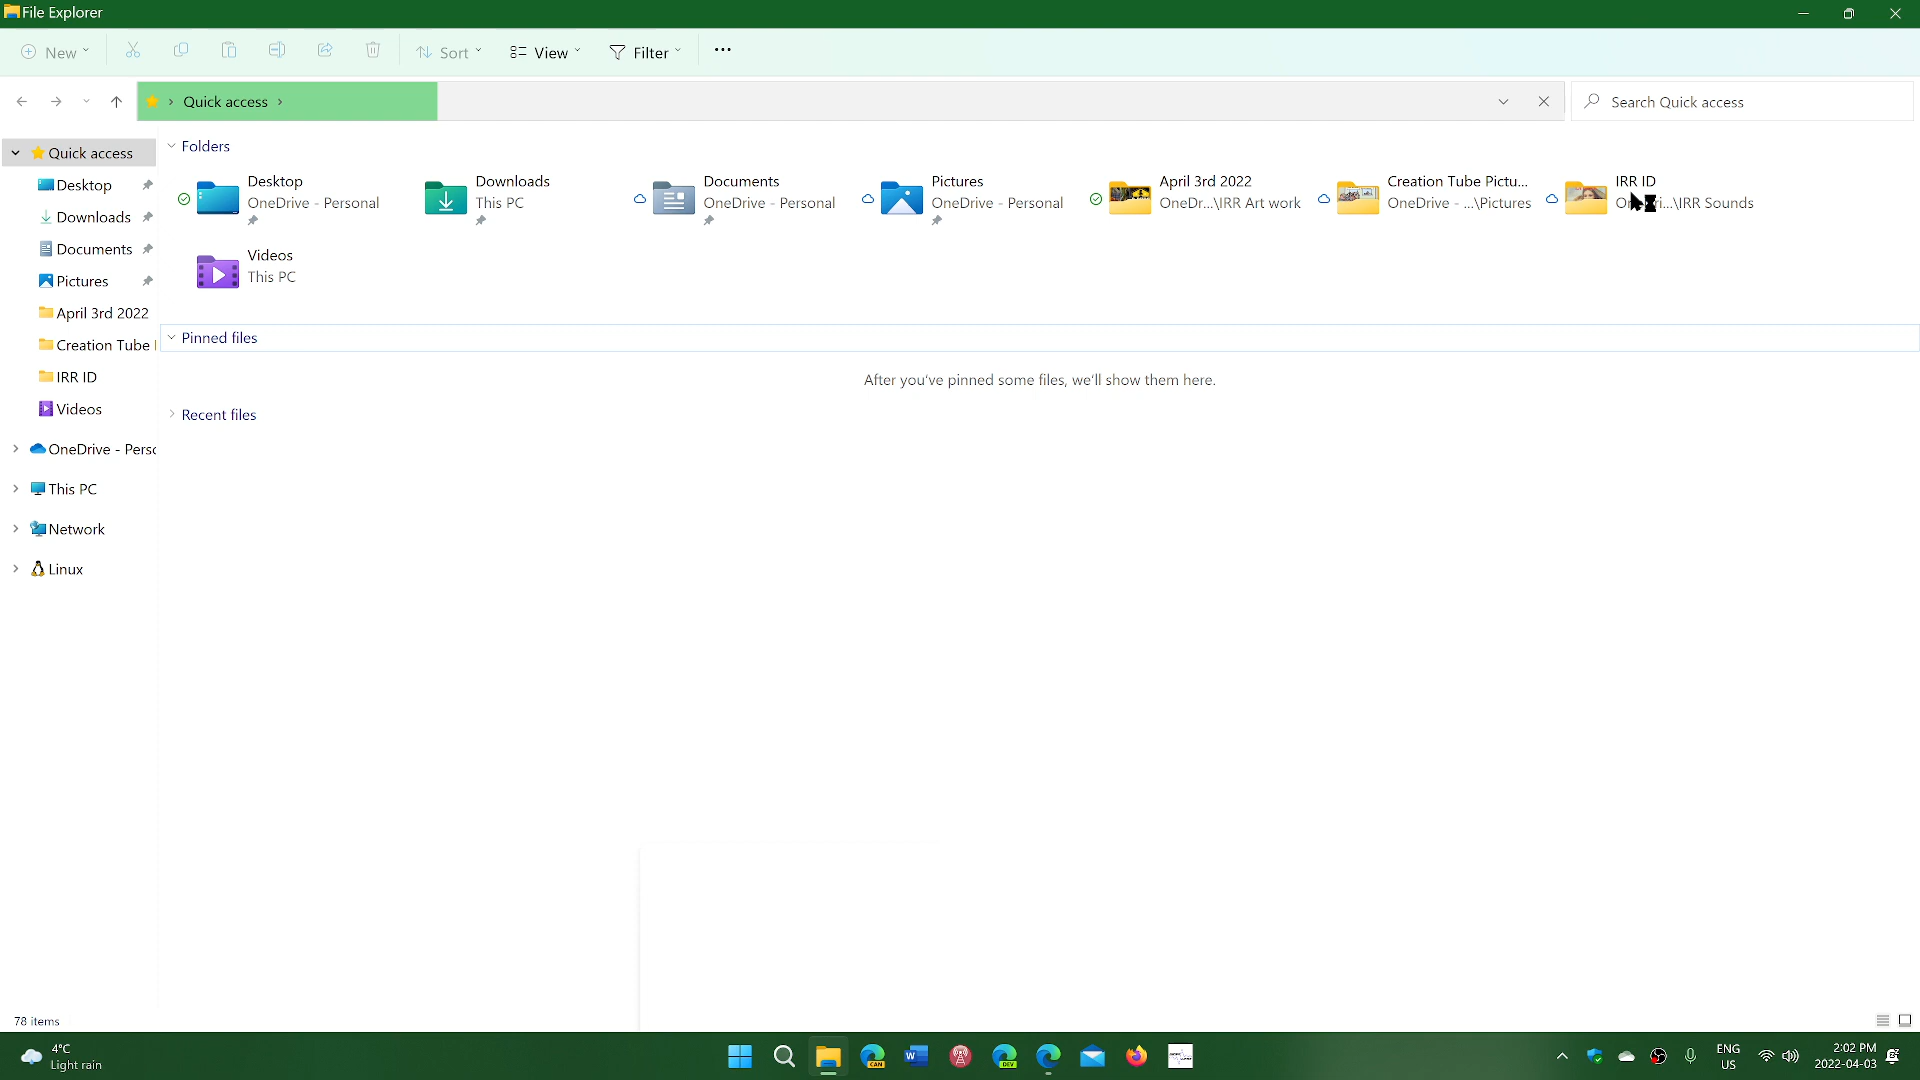 File Explorer
New
Sort
View
Filter
Quick access
Search Quick access
Quick access
Desktop
Downloads
Documents
Pictures
April 3rd 2022
Creation Tube
IRR ID
Videos
OneDrive - Perso
This PC
Network
Linux
Folders
Desktop
OneDrive - Personal
Downloads
This PC
Documents
OneDrive - Personal
Pictures
OneDrive - Personal
April 3rd 2022
OneDr...\IRR Art work
Creation Tube Pictu...
OneDrive - ...\Pictures
IRR ID
...\IRR Sounds
Videos
This PC
Pinned files
After you've pinned some files, we'll show them here.
Recent files
78 items
4°C
Light rain
CAN
DEV
ENG
US
2:02 PM
2022-04-03